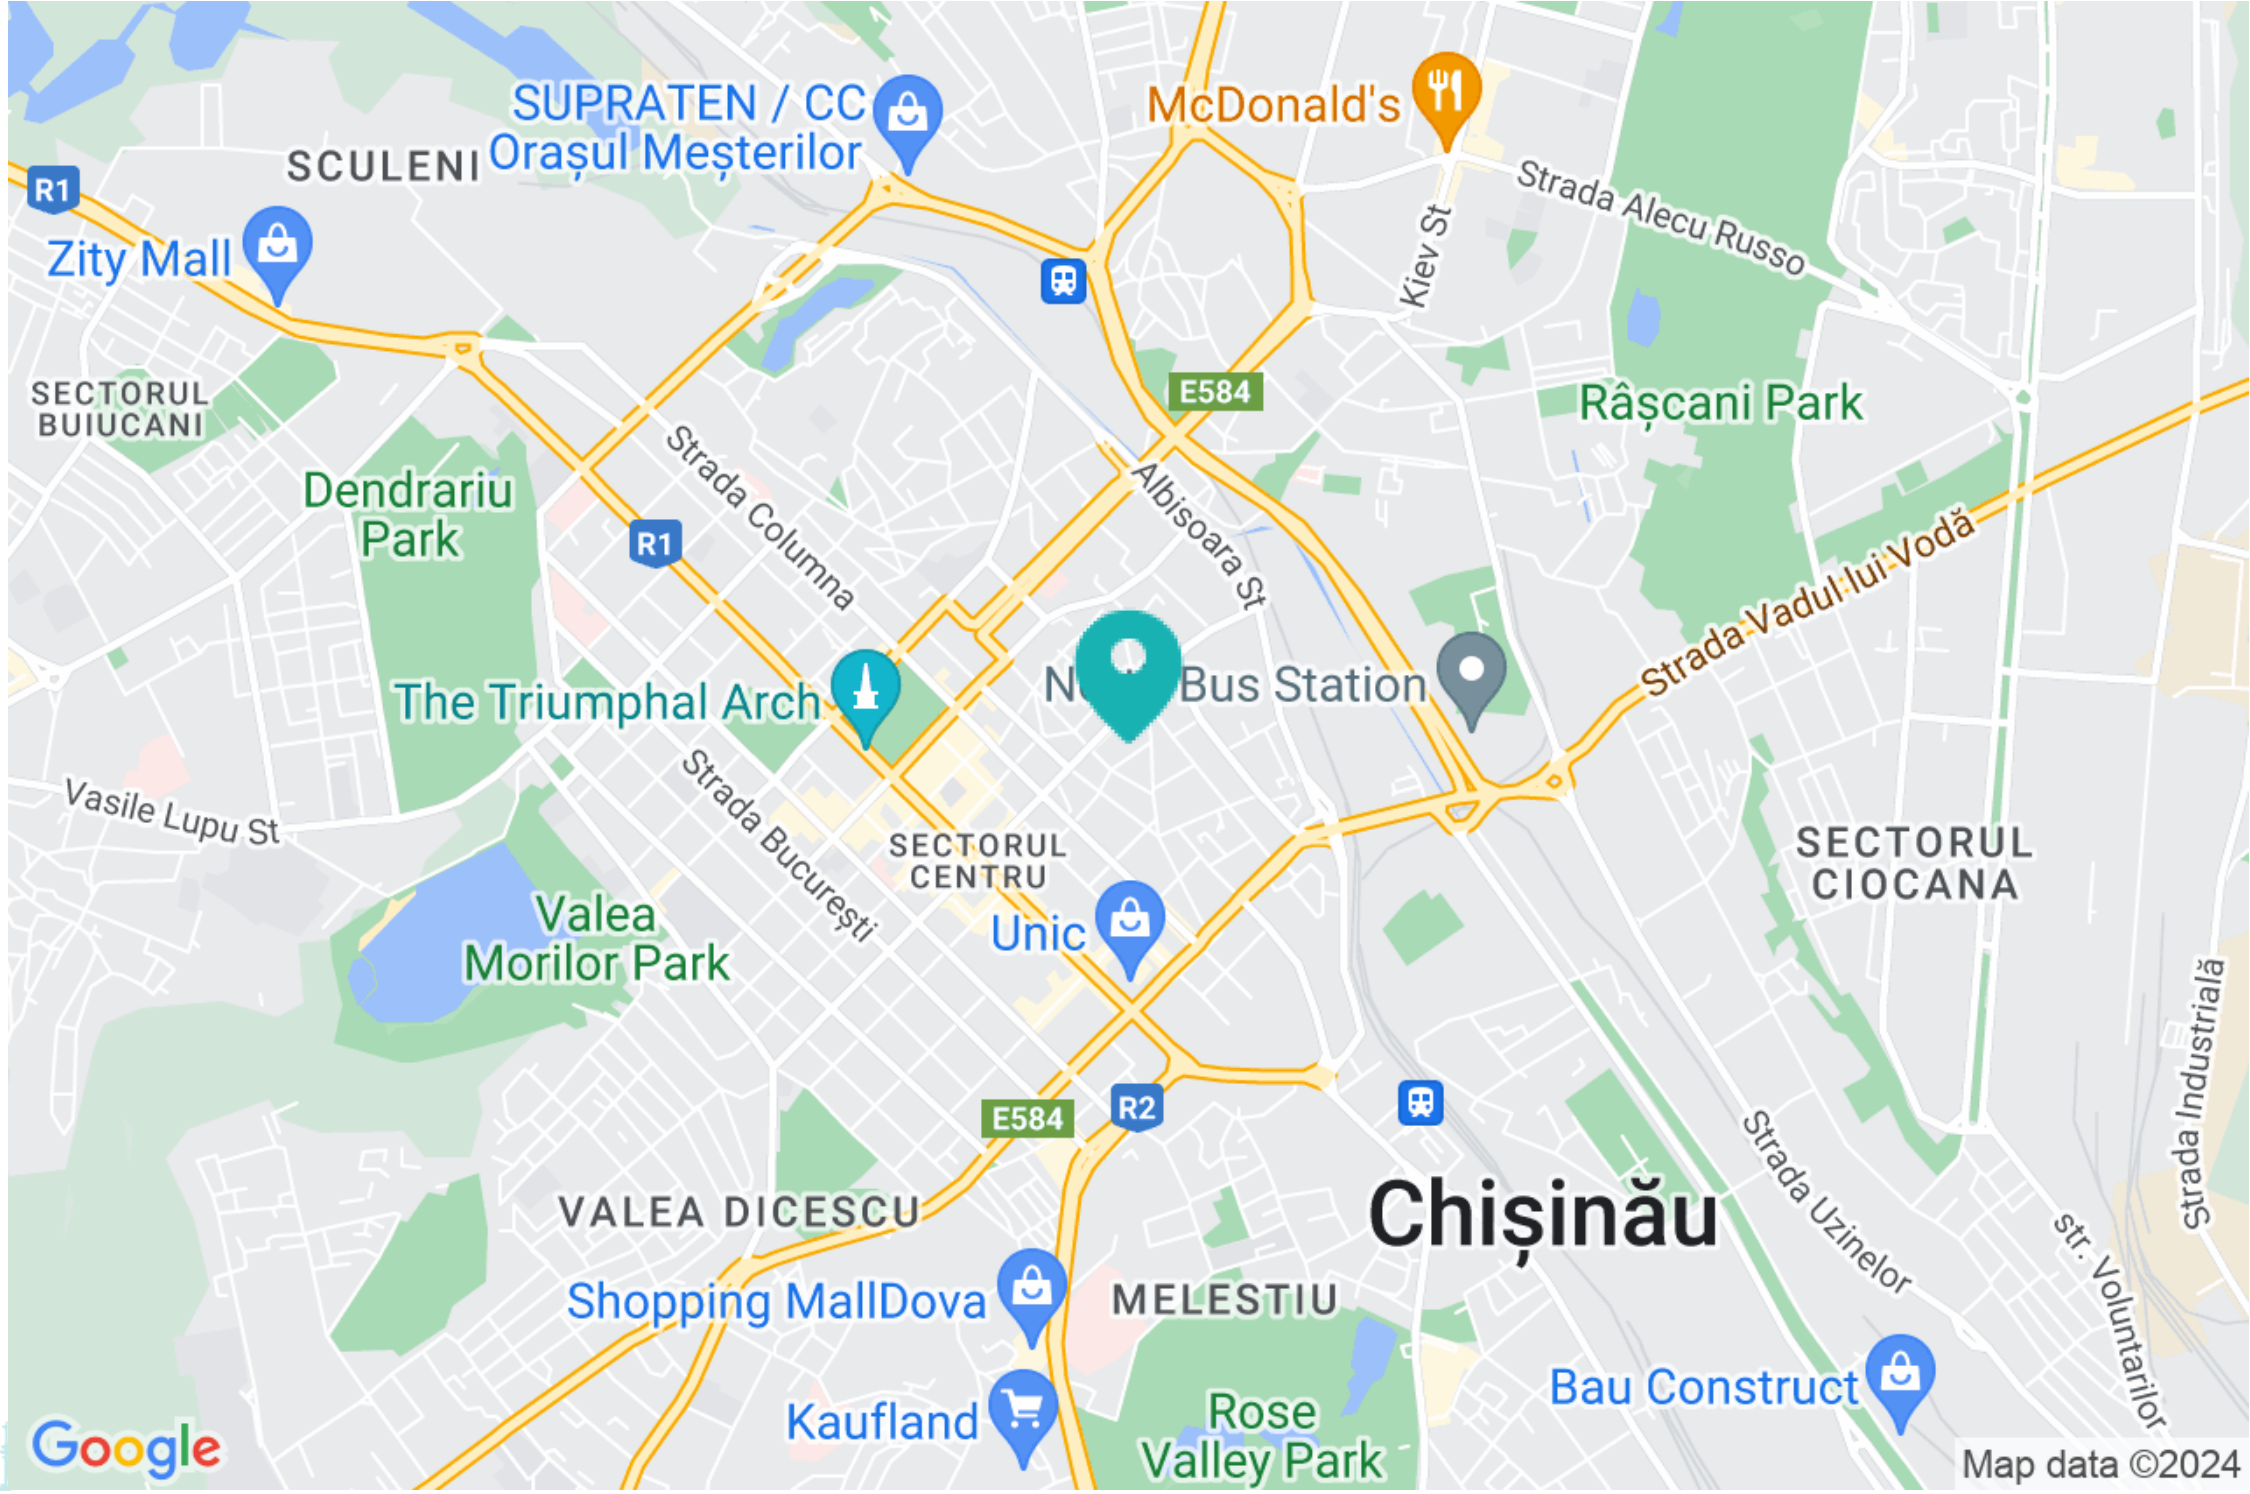 SUPRATEN / CC
Orașul Meșterilor
McDonald's
SCULENI
R1
Strada Alecu Russo
Zity Mall
Kiev St
SECTORUL
BUIUCANI
E584
Râșcani Park
Strada Columna
Dendrariu
Park
Albișoara St
R1
Strada Vadul lui Vodă
The Triumphal Arch
Bus Station
Strada București
Vasile Lupu St
SECTORUL
CENTRU
SECTORUL
CIOCANA
Valea
Morilor Park
Unic
Strada Industrială
E584
R2
Strada Uzinelor
VALEA DICESCU
Chișinău
str. Voluntarilor
Shopping MallDova
MELESTIU
Bau Construct
Kaufland
Rose
Valley Park
Google
Map data ©2024